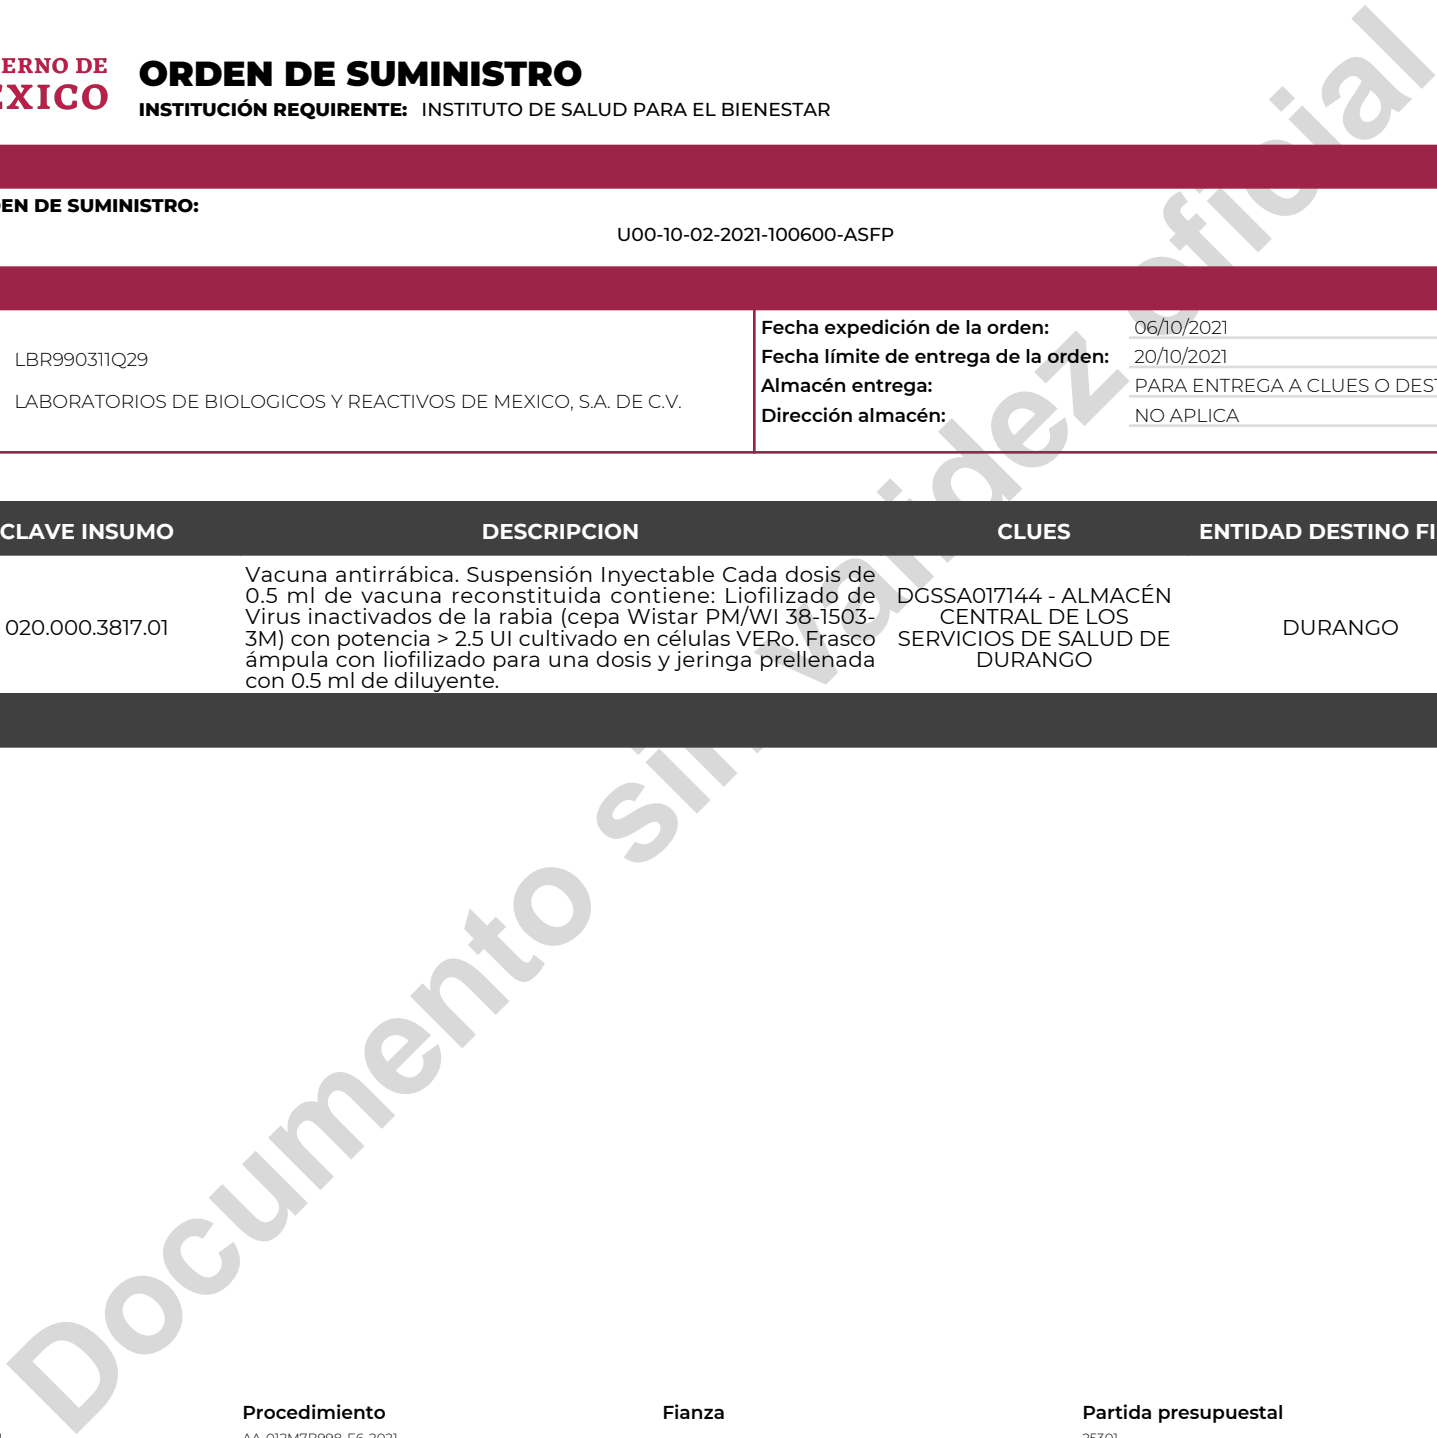 ERNO DE
EXICO
ORDEN DE SUMINISTRO
INSTITUCIÓN REQUIRENTE: INSTITUTO DE SALUD PARA EL BIENESTAR
EN DE SUMINISTRO:
U00-10-02-2021-100600-ASFP
LBR990311Q29
LABORATORIOS DE BIOLOGICOS Y REACTIVOS DE MEXICO, S.A. DE C.V.
Fecha expedición de la orden: 06/10/2021
Fecha límite de entrega de la orden: 20/10/2021
Almacén entrega: PARA ENTREGA A CLUES O DEST
Dirección almacén: NO APLICA
CLAVE INSUMO DESCRIPCION CLUES ENTIDAD DESTINO FI
020.000.3817.01
Vacuna antirrábica. Suspensión Inyectable Cada dosis de
0.5 ml de vacuna reconstituida contiene: Liofilizado de
Virus inactivados de la rabia (cepa Wistar PM/WI 38-1503-
3M) con potencia > 2.5 UI cultivado en células VERo. Frasco
ámpula con liofilizado para una dosis y jeringa prellenada
con 0.5 ml de diluyente.
DGSSA017144 - ALMACÉN
CENTRAL DE LOS
SERVICIOS DE SALUD DE
DURANGO
DURANGO
Documento sin validez oficial
Procedimiento Fianza Partida presupuestal
AA-012M7B998-E6-2021 25301